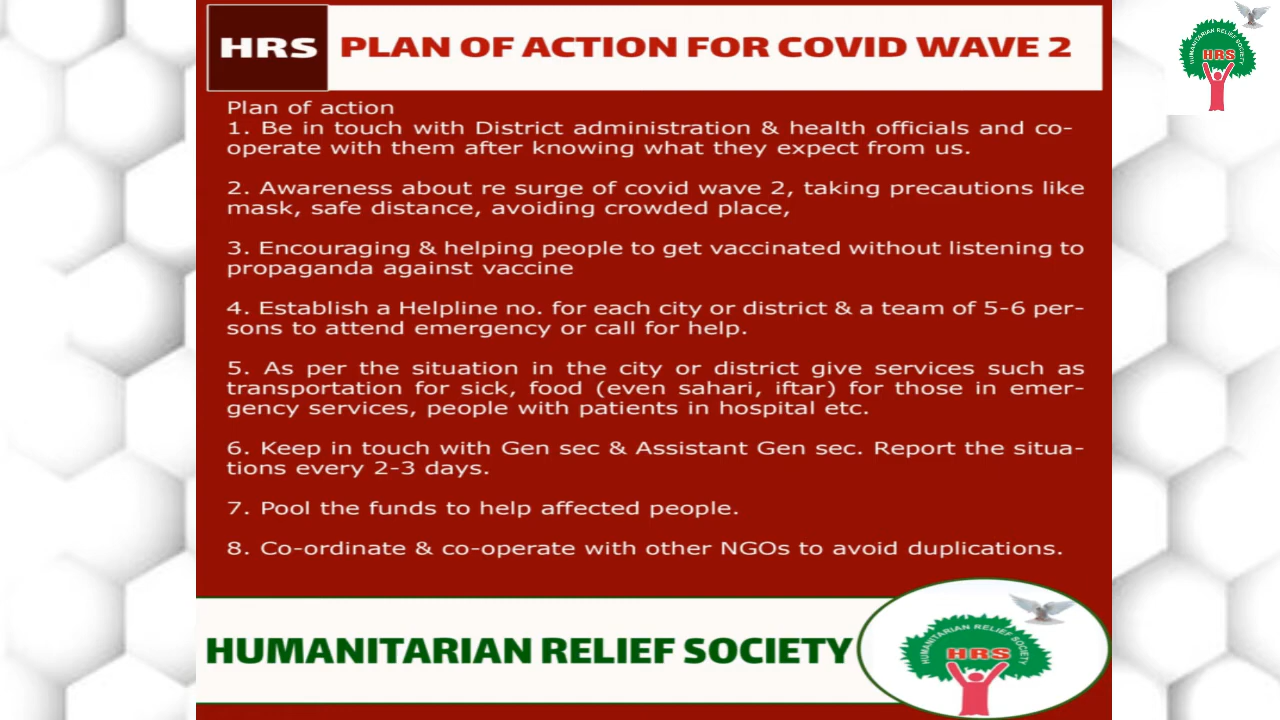 HRS PLAN OF ACTION FOR COVID WAVE 2
HUMANITARIAN RELIEF SOCIETY
HRS
Plan of action
1. Be in touch with District administration & health officials and co-
operate with them after knowing what they expect from us.
2. Awareness about re surge of covid wave 2, taking precautions like
mask, safe distance, avoiding crowded place,
3. Encouraging & helping people to get vaccinated without listening to
propaganda against vaccine
4. Establish a Helpline no. for each city or district & a team of 5-6 per-
sons to attend emergency or call for help.
5. As per the situation in the city or district give services such as
transportation for sick, food (even sahari, iftar) for those in emer-
gency services, people with patients in hospital etc.
6. Keep in touch with Gen sec & Assistant Gen sec. Report the situa-
tions every 2-3 days.
7. Pool the funds to help affected people.
8. Co-ordinate & co-operate with other NGOs to avoid duplications.
HUMANITARIAN RELIEF SOCIETY
HUMANITARIAN RELIEF SOCIETY
HRS